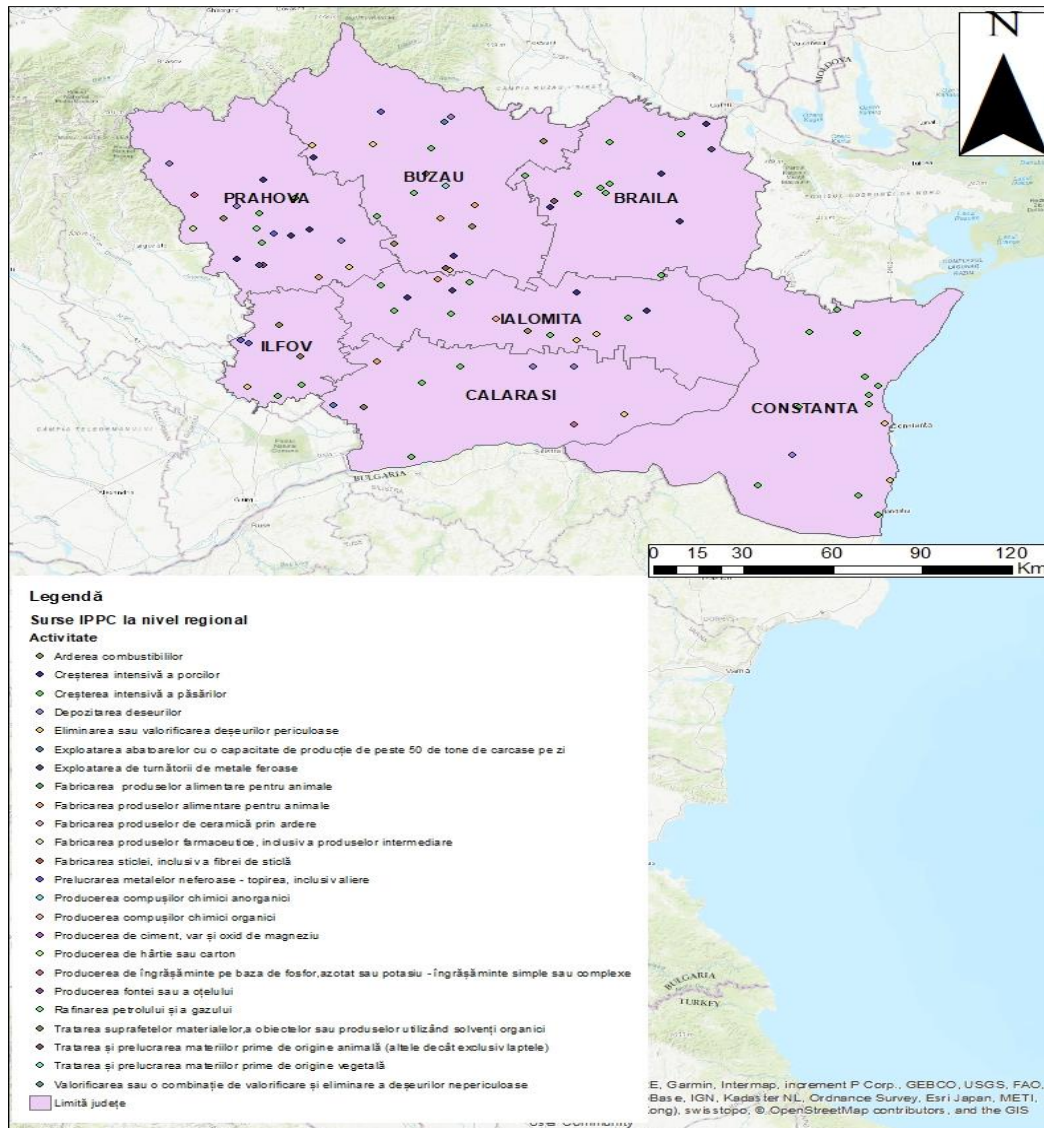 N
MOLDOVA
PRAHOVA
BUZAU
BRAILA
IALOMITA
ILFOV
CALARASI
CONSTANTA
Constanta
BULGARIA
0 15 30 60 90 120
Km
Legendă
Surse IPPC la nivel regional
Activitate
Arderea combustibililor
Creșterea intensivă a porcilor
Creșterea intensivă a păsărilor
Depozitarea deseurilor
Eliminarea sau valorificarea deșeurilor periculoase
Exploatarea abatoarelor cu o capacitate de producție de peste 50 de tone de carcase pe zi
Exploatarea de turnătorii de metale feroase
Fabricarea produselor alimentare pentru animale
Fabricarea produselor alimentare pentru animale
Fabricarea produselor de ceramică prin ardere
Fabricarea produselor farmaceutice, inclusiv a produselor intermediare
Fabricarea sticlei, inclusiv a fibrei de sticlă
Prelucrarea metalelor neferoase - topirea, inclusiv aliere
Producerea compușilor chimici anorganici
Producerea compușilor chimici organici
Producerea de ciment, var și oxid de magneziu
Producerea de hârtie sau carton
Producerea de îngrășăminte pe baza de fosfor,azotat sau potasiu - îngrășăminte simple sau complexe
Producerea fontei sau a oțelului
Rafinarea petrolului și a gazului
Tratarea suprafetelor materialelor,a obiectelor sau produselor utilizând solvenți organici
Tratarea și prelucrarea materiilor prime de origine animală (altele decât exclusiv laptele)
Tratarea și prelucrarea materiilor prime de origine vegetală
Valorificarea sau o combinație de valorificare și eliminare a deșeurilor nepericuloase
Limită județe
Varna
BULGARIA
TURKEY
E, Garmin, Intermap, increment P Corp., GEBCO, USGS, FAO,
Base, IGN, Kadaster NL, Ordnance Survey, Esri Japan, METI,
ong), swisstopo, © OpenStreetMap contributors, and the GIS
User Community